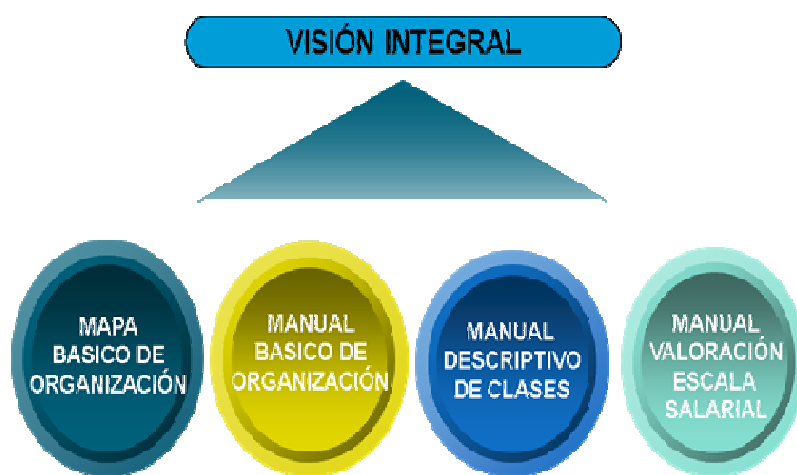 VISIÓN INTEGRAL
MAPA
BASICO DE
ORGANIZACIÓN
MANUAL
BASICO DE
ORGANIZACIÓN
MANUAL
DESCRIPTIVO
DE CLASES
MANUAL
VALORACIÓN
ESCALA
SALARIAL